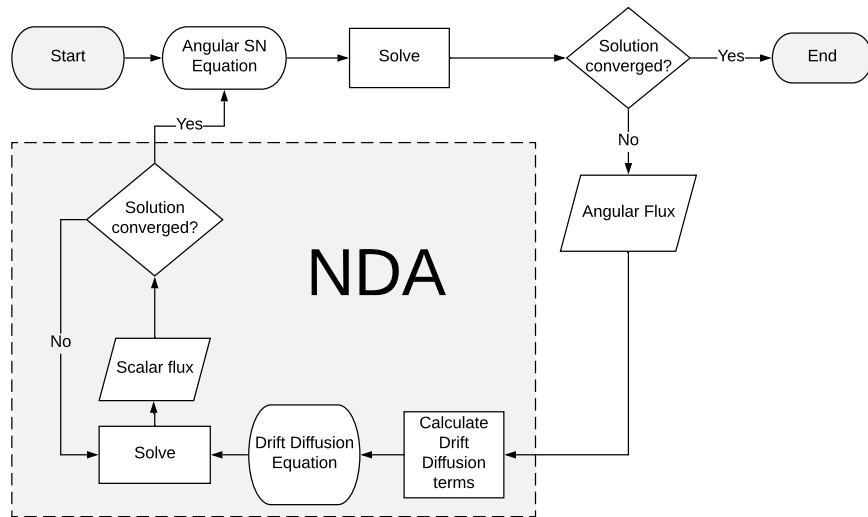 Start
Angular SN
Equation
Solve
Solution
converged?
Yes
End
No
Angular Flux
Yes
Solution
converged?
NDA
No
Scalar flux
Solve
Drift Diffusion
Equation
Calculate
Drift
Diffusion
terms